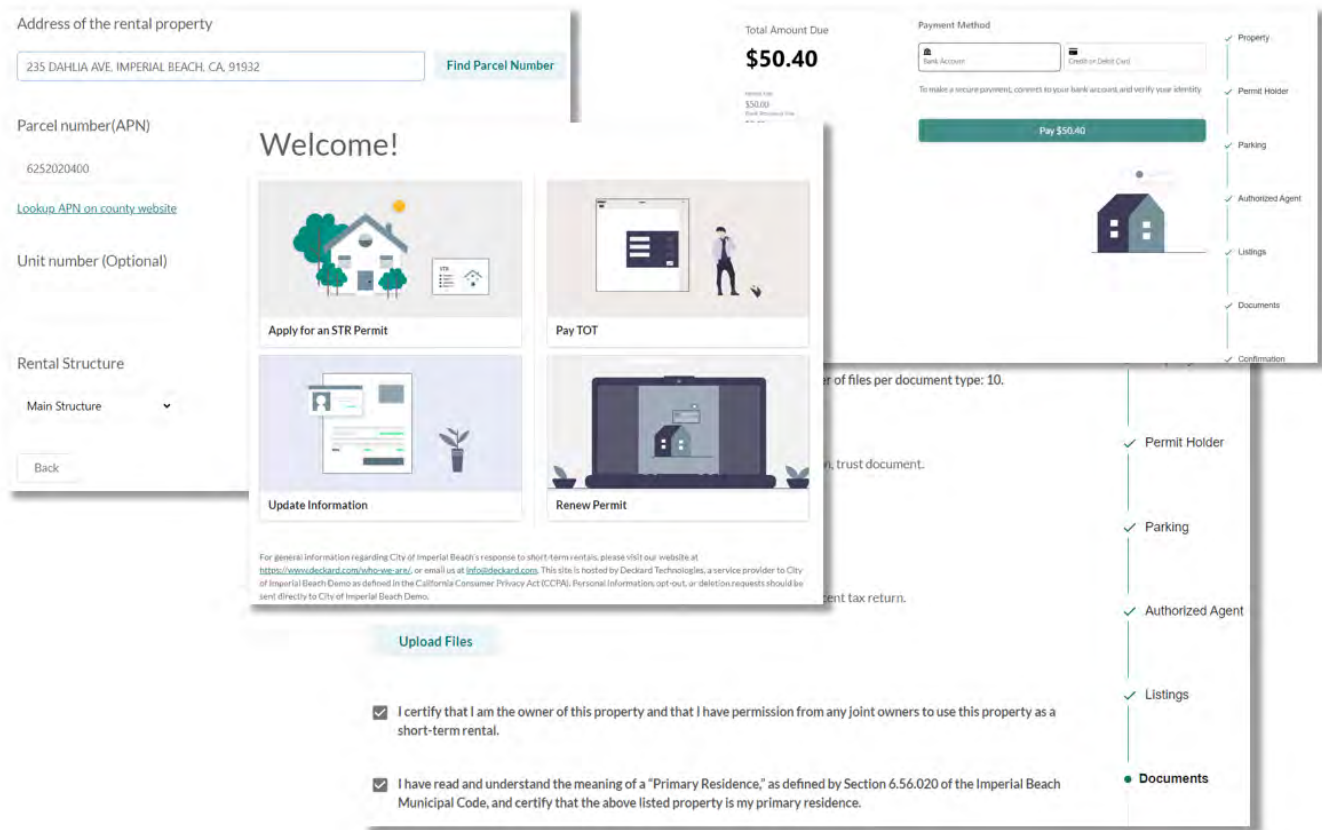 Address of the rental property
235 DAHLIA AVE, IMPERIAL BEACH, CA, 91932
Find Parcel Number
Parcel number(APN)
6252020400
Lookup APN on county website
Unit number (Optional)
Rental Structure
Main Structure
Back
Total Amount Due
$50.40
$50.00
Payment Method
Bank Account
Credit or Debit Card
To make a secure payment, connect to your bank account and verify your identity
Pay $50.40
Property
Permit Holder
Parking
Authorized Agent
Listings
Documents
Confirmation
Welcome!
STR
Apply for an STR Permit
Pay TOT
Update Information
Renew Permit
For general information regarding City of Imperial Beach's response to short-term rentals, please visit our website at
https://www.deckard.com/who-we-are/, or email us at info@deckard.com. This site is hosted by Deckard Technologies, a service provider to City
of Imperial Beach Demo as defined in the California Consumer Privacy Act (CCPA). Personal information, opt-out, or deletion requests should be
sent directly to City of Imperial Beach Demo.
of files per document type: 10.
trust document.
tax return.
Upload Files
I certify that I am the owner of this property and that I have permission from any joint owners to use this property as a
short-term rental.
I have read and understand the meaning of a "Primary Residence," as defined by Section 6.56.020 of the Imperial Beach
Municipal Code, and certify that the above listed property is my primary residence.
Permit Holder
Parking
Authorized Agent
Listings
Documents